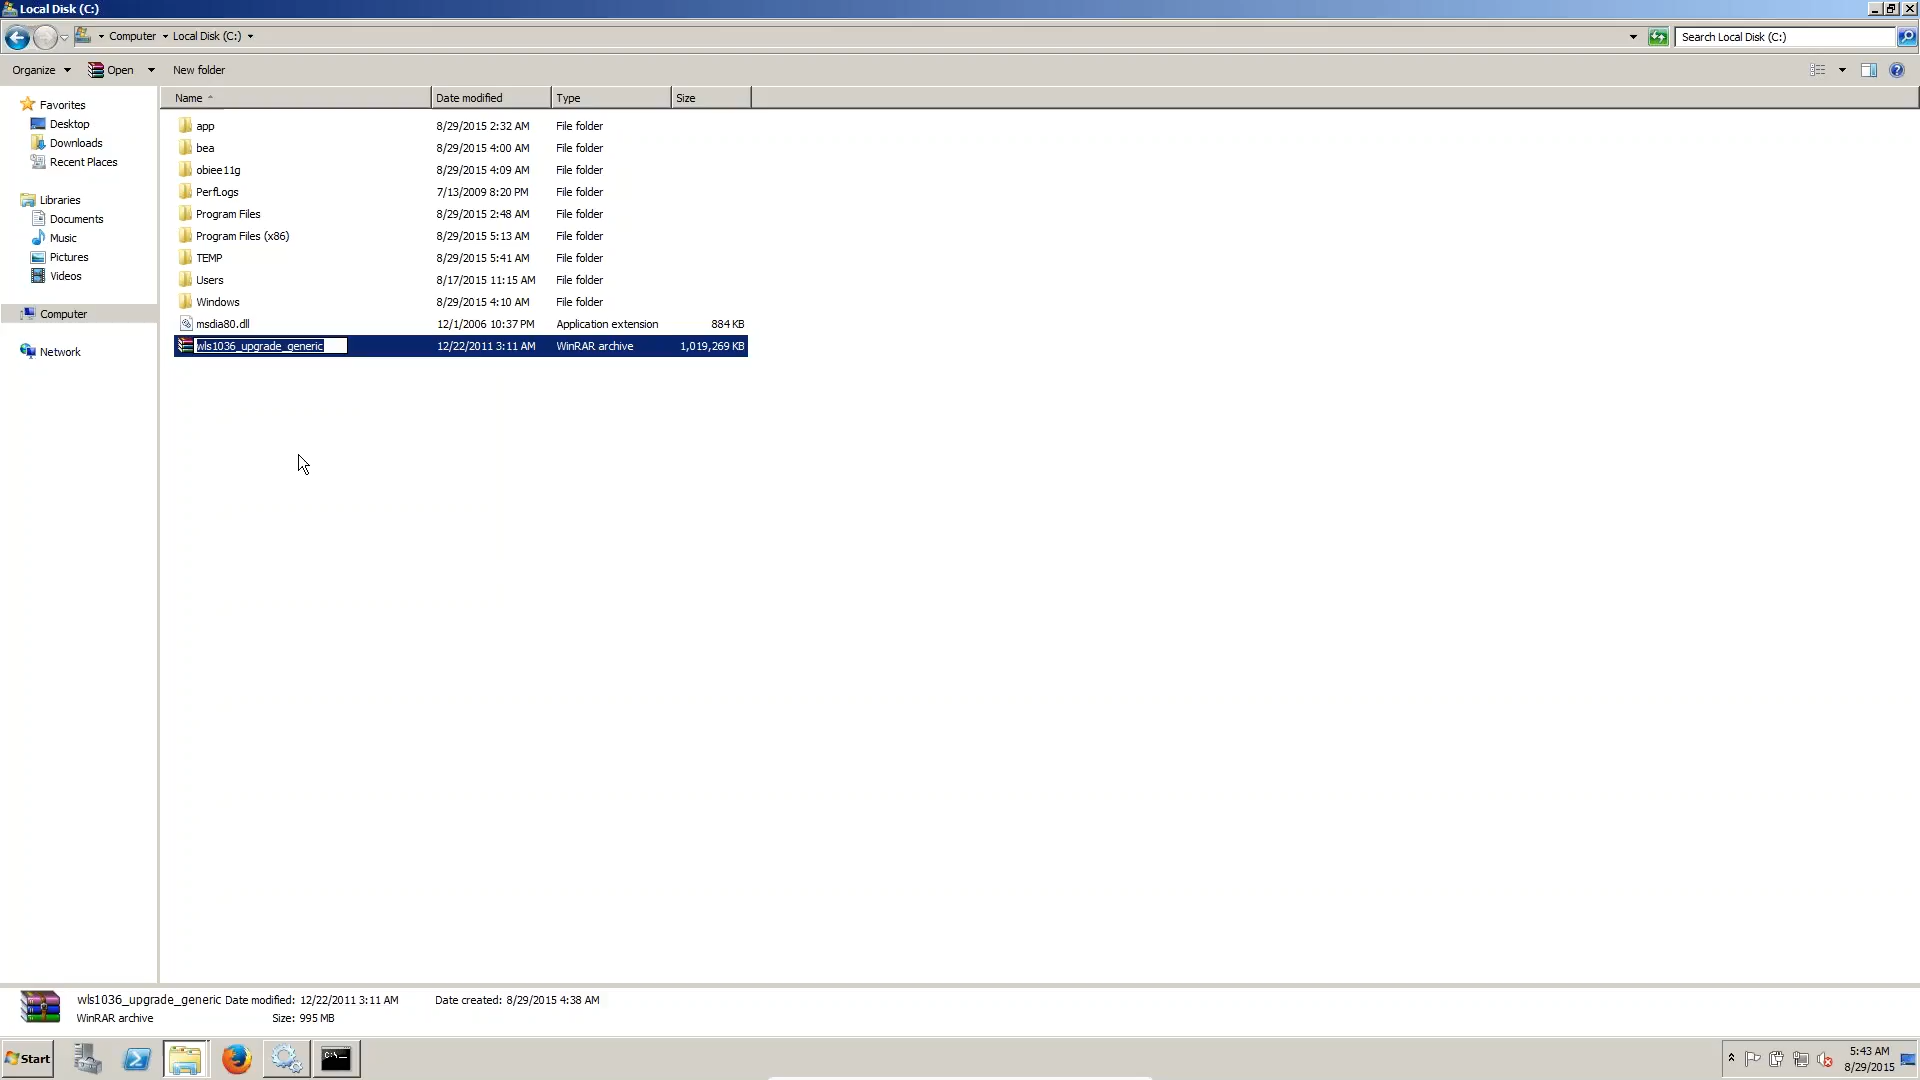 Local Disk (C:)
Computer Local Disk (C:) Search Local Disk (C:)
Organize Open New folder
Name Date modified Type Size
Favorites
Desktop
Downloads
Recent Places
Libraries
Documents
Music
Pictures
Videos
Computer
Network
app 8/29/2015 2:32 AM File folder
bea 8/29/2015 4:00 AM File folder
obiee11g 8/29/2015 4:09 AM File folder
PerfLogs 7/13/2009 8:20 PM File folder
Program Files 8/29/2015 2:48 AM File folder
Program Files (x86) 8/29/2015 5:13 AM File folder
TEMP 8/29/2015 5:41 AM File folder
Users 8/17/2015 11:15 AM File folder
Windows 8/29/2015 4:10 AM File folder
msdia80.dll 12/1/2006 10:37 PM Application extension 884 KB
wls1036_upgrade_generic 12/22/2011 3:11 AM WinRAR archive 1,019,269 KB
wls1036_upgrade_generic Date modified: 12/22/2011 3:11 AM Date created: 8/29/2015 4:38 AM
WinRAR archive Size: 995 MB
Start
5:43 AM
8/29/2015